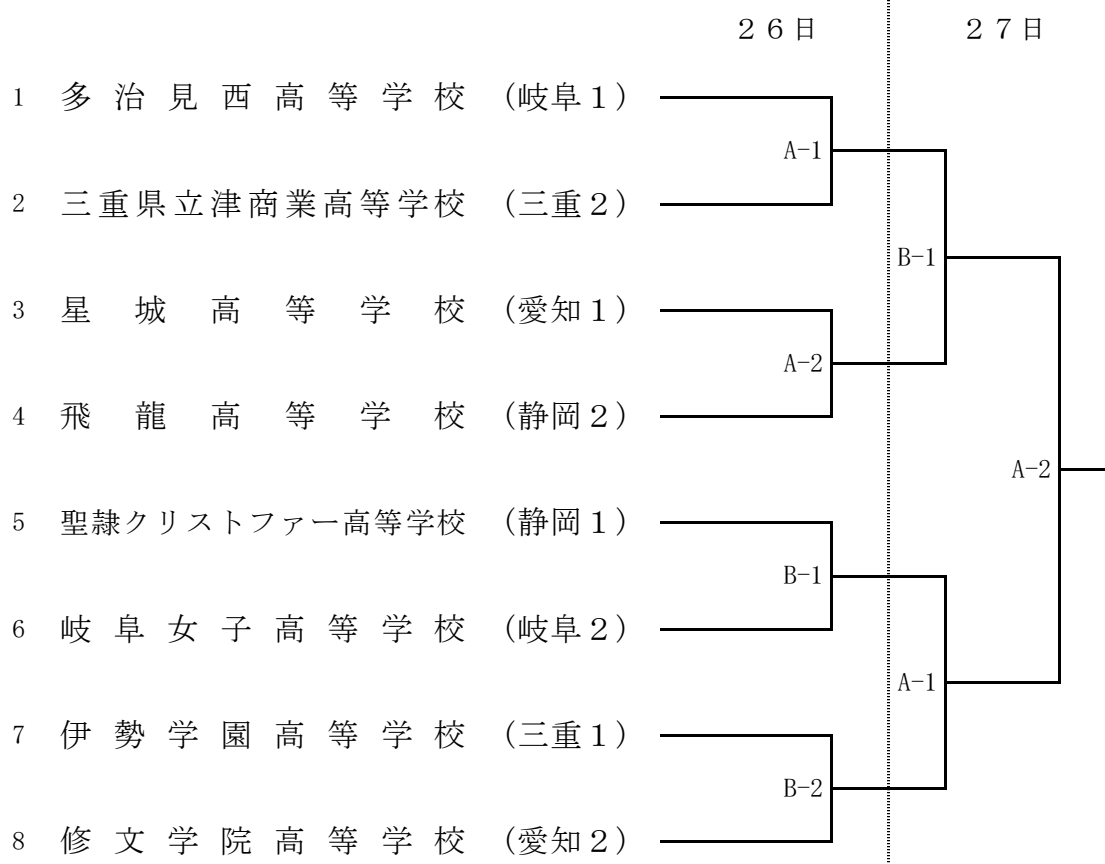 ２６日 ２７日
1 多治見西高等学校 (岐阜１)
A-1
2 三重県立津商業高等学校 (三重２)
B-1
3 星城高等学校 (愛知１)
A-2
4 飛龍高等学校 (静岡２)
A-2
5 聖隷クリストファー高等学校 (静岡１)
B-1
6 岐阜女子高等学校 (岐阜２)
A-1
7 伊勢学園高等学校 (三重１)
B-2
8 修文学院高等学校 (愛知２)